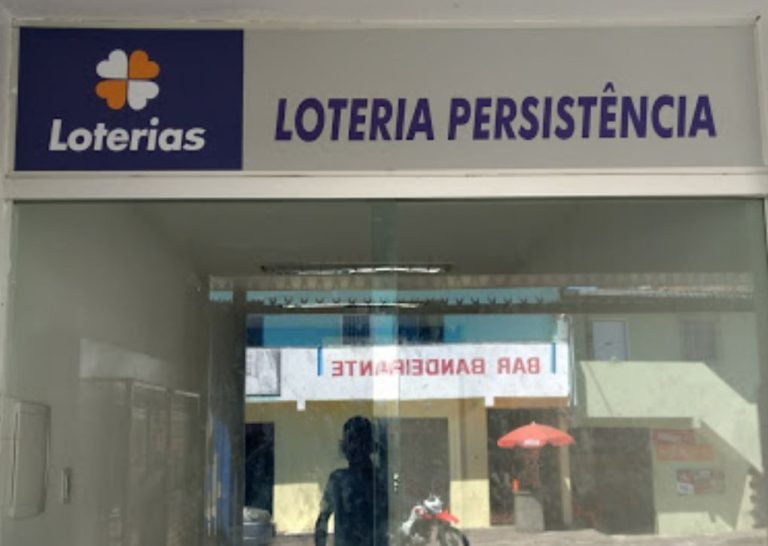 Loterias
LOTERIA PERSISTÊNCIA
BAR BANDEIRANTE